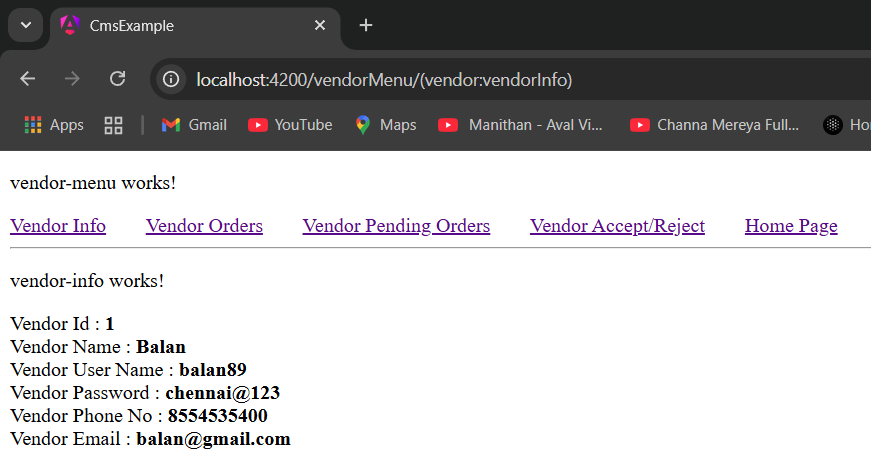 CmsExample
localhost:4200/vendorMenu/(vendor:vendorInfo)
Apps Gmail YouTube Maps Manithan - Aval Vi... Channa Mereya Full... Hor
vendor-menu works!
Vendor Info Vendor Orders Vendor Pending Orders Vendor Accept/Reject Home Page
vendor-info works!
Vendor Id : 1
Vendor Name : Balan
Vendor User Name : balan89
Vendor Password : chennai@123
Vendor Phone No : 8554535400
Vendor Email : balan@gmail.com